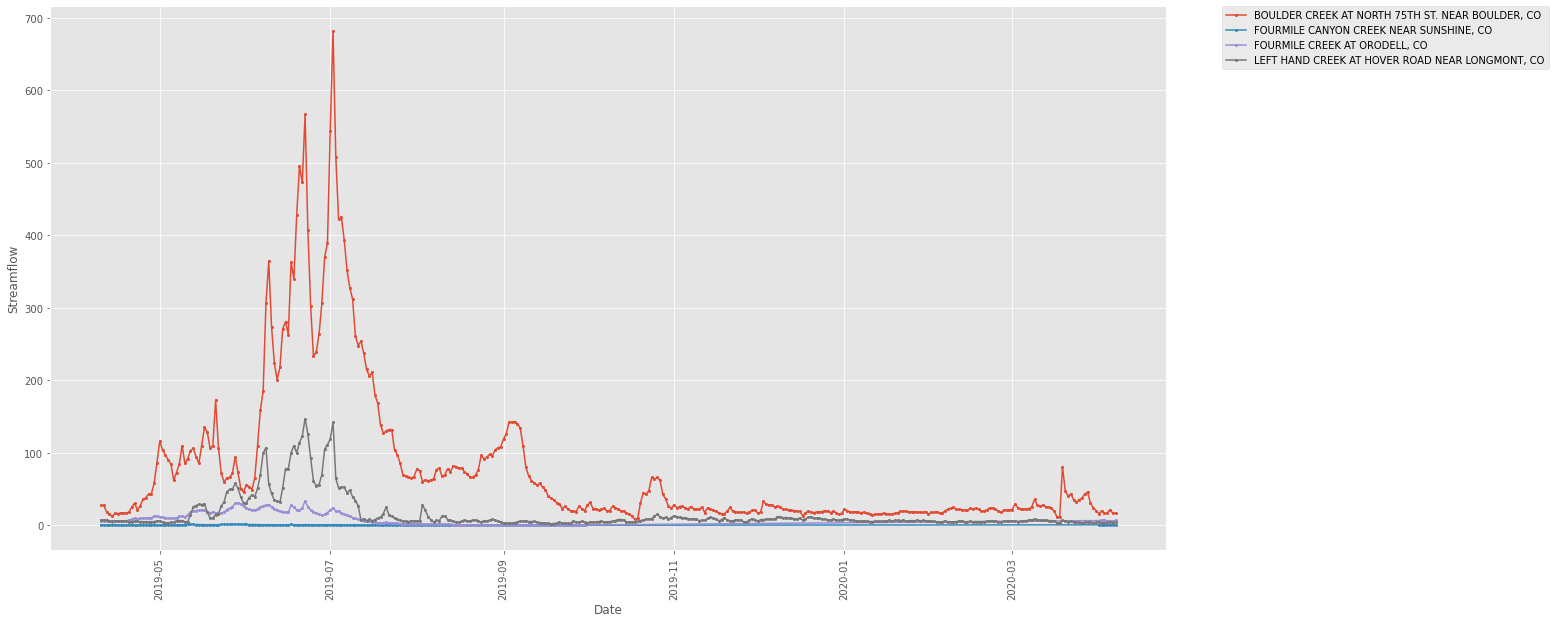 BOULDER CREEK AT NORTH 75TH ST. NEAR BOULDER, CO
FOURMILE CANYON CREEK NEAR SUNSHINE, CO
FOURMILE CREEK AT ORODELL, CO
LEFT HAND CREEK AT HOVER ROAD NEAR LONGMONT, CO
700
600
500
400
300
200
100
0
Streamflow
2019-05
2019-07
2019-09
2019-11
2020-01
2020-03
Date